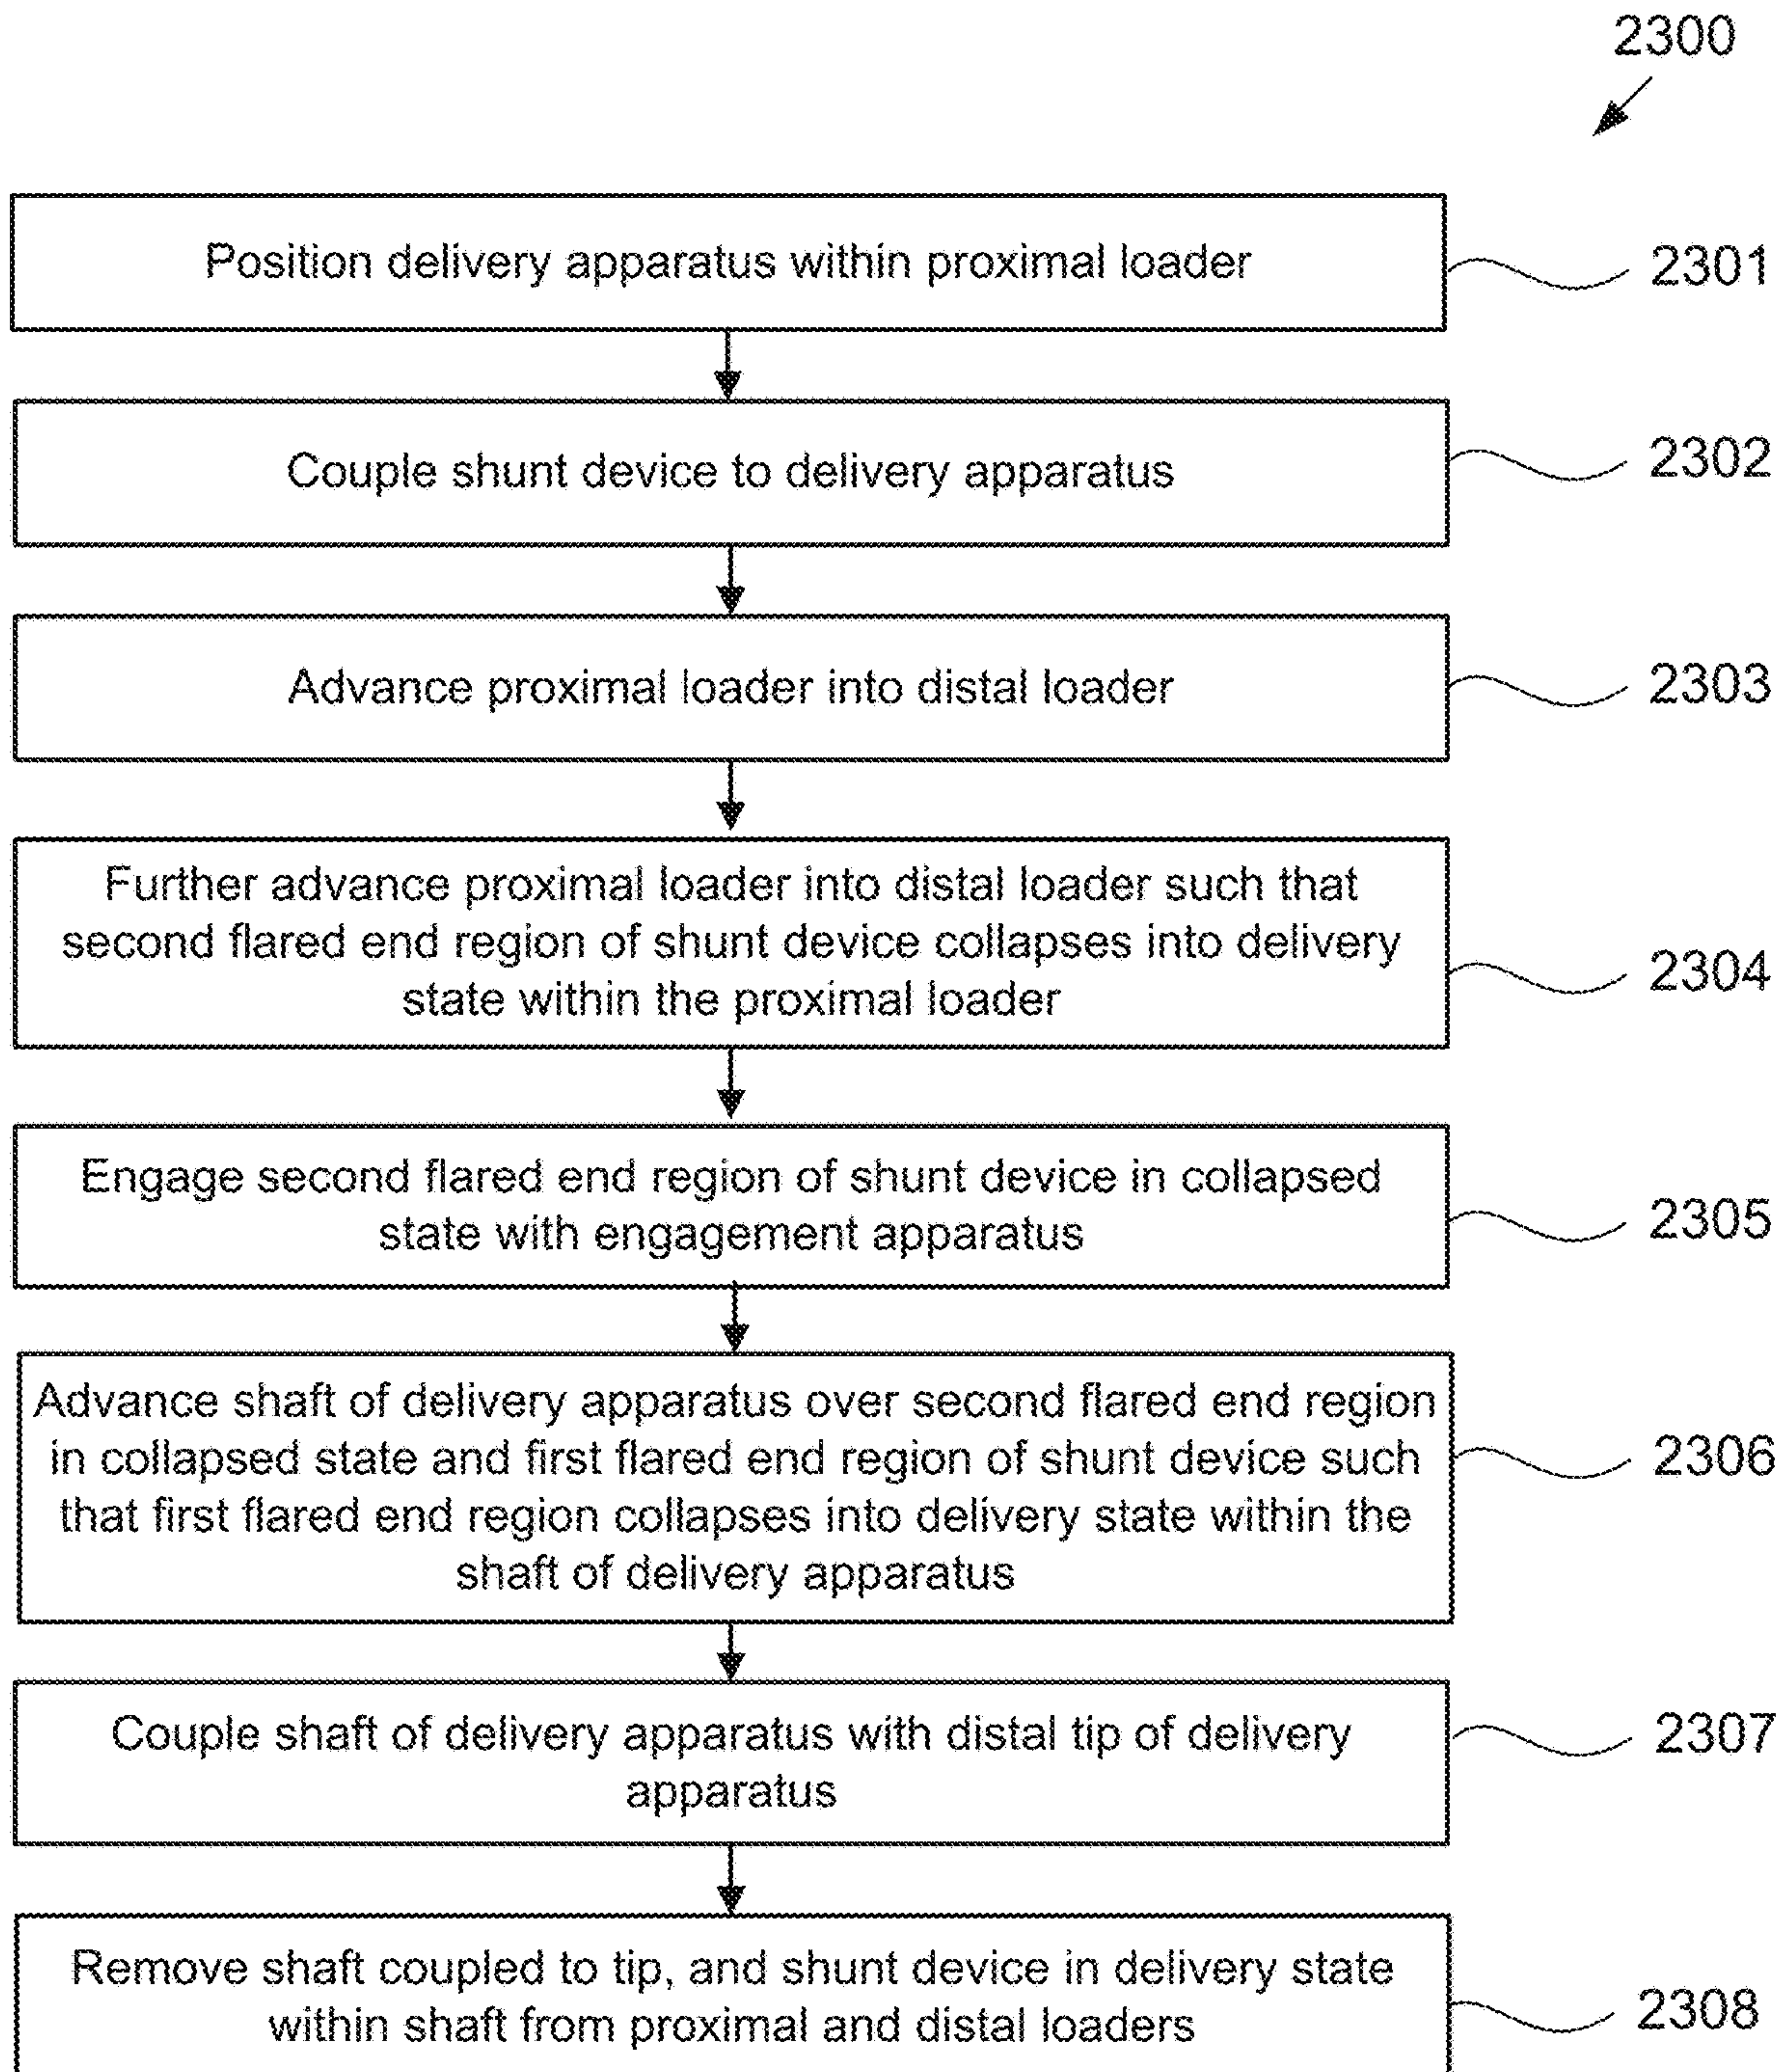 2300
Position delivery apparatus within proximal loader
2301
Couple shunt device to delivery apparatus
2302
Advance proximal loader into distal loader
2303
Further advance proximal loader into distal loader such that
second flared end region of shunt device collapses into delivery
state within the proximal loader
2304
Engage second flared end region of shunt device in collapsed
state with engagement apparatus
2305
Advance shaft of delivery apparatus over second flared end region
in collapsed state and first flared end region of shunt device such
that first flared end region collapses into delivery state within the
shaft of delivery apparatus
2306
Couple shaft of delivery apparatus with distal tip of delivery
apparatus
2307
Remove shaft coupled to tip, and shunt device in delivery state
within shaft from proximal and distal loaders
2308